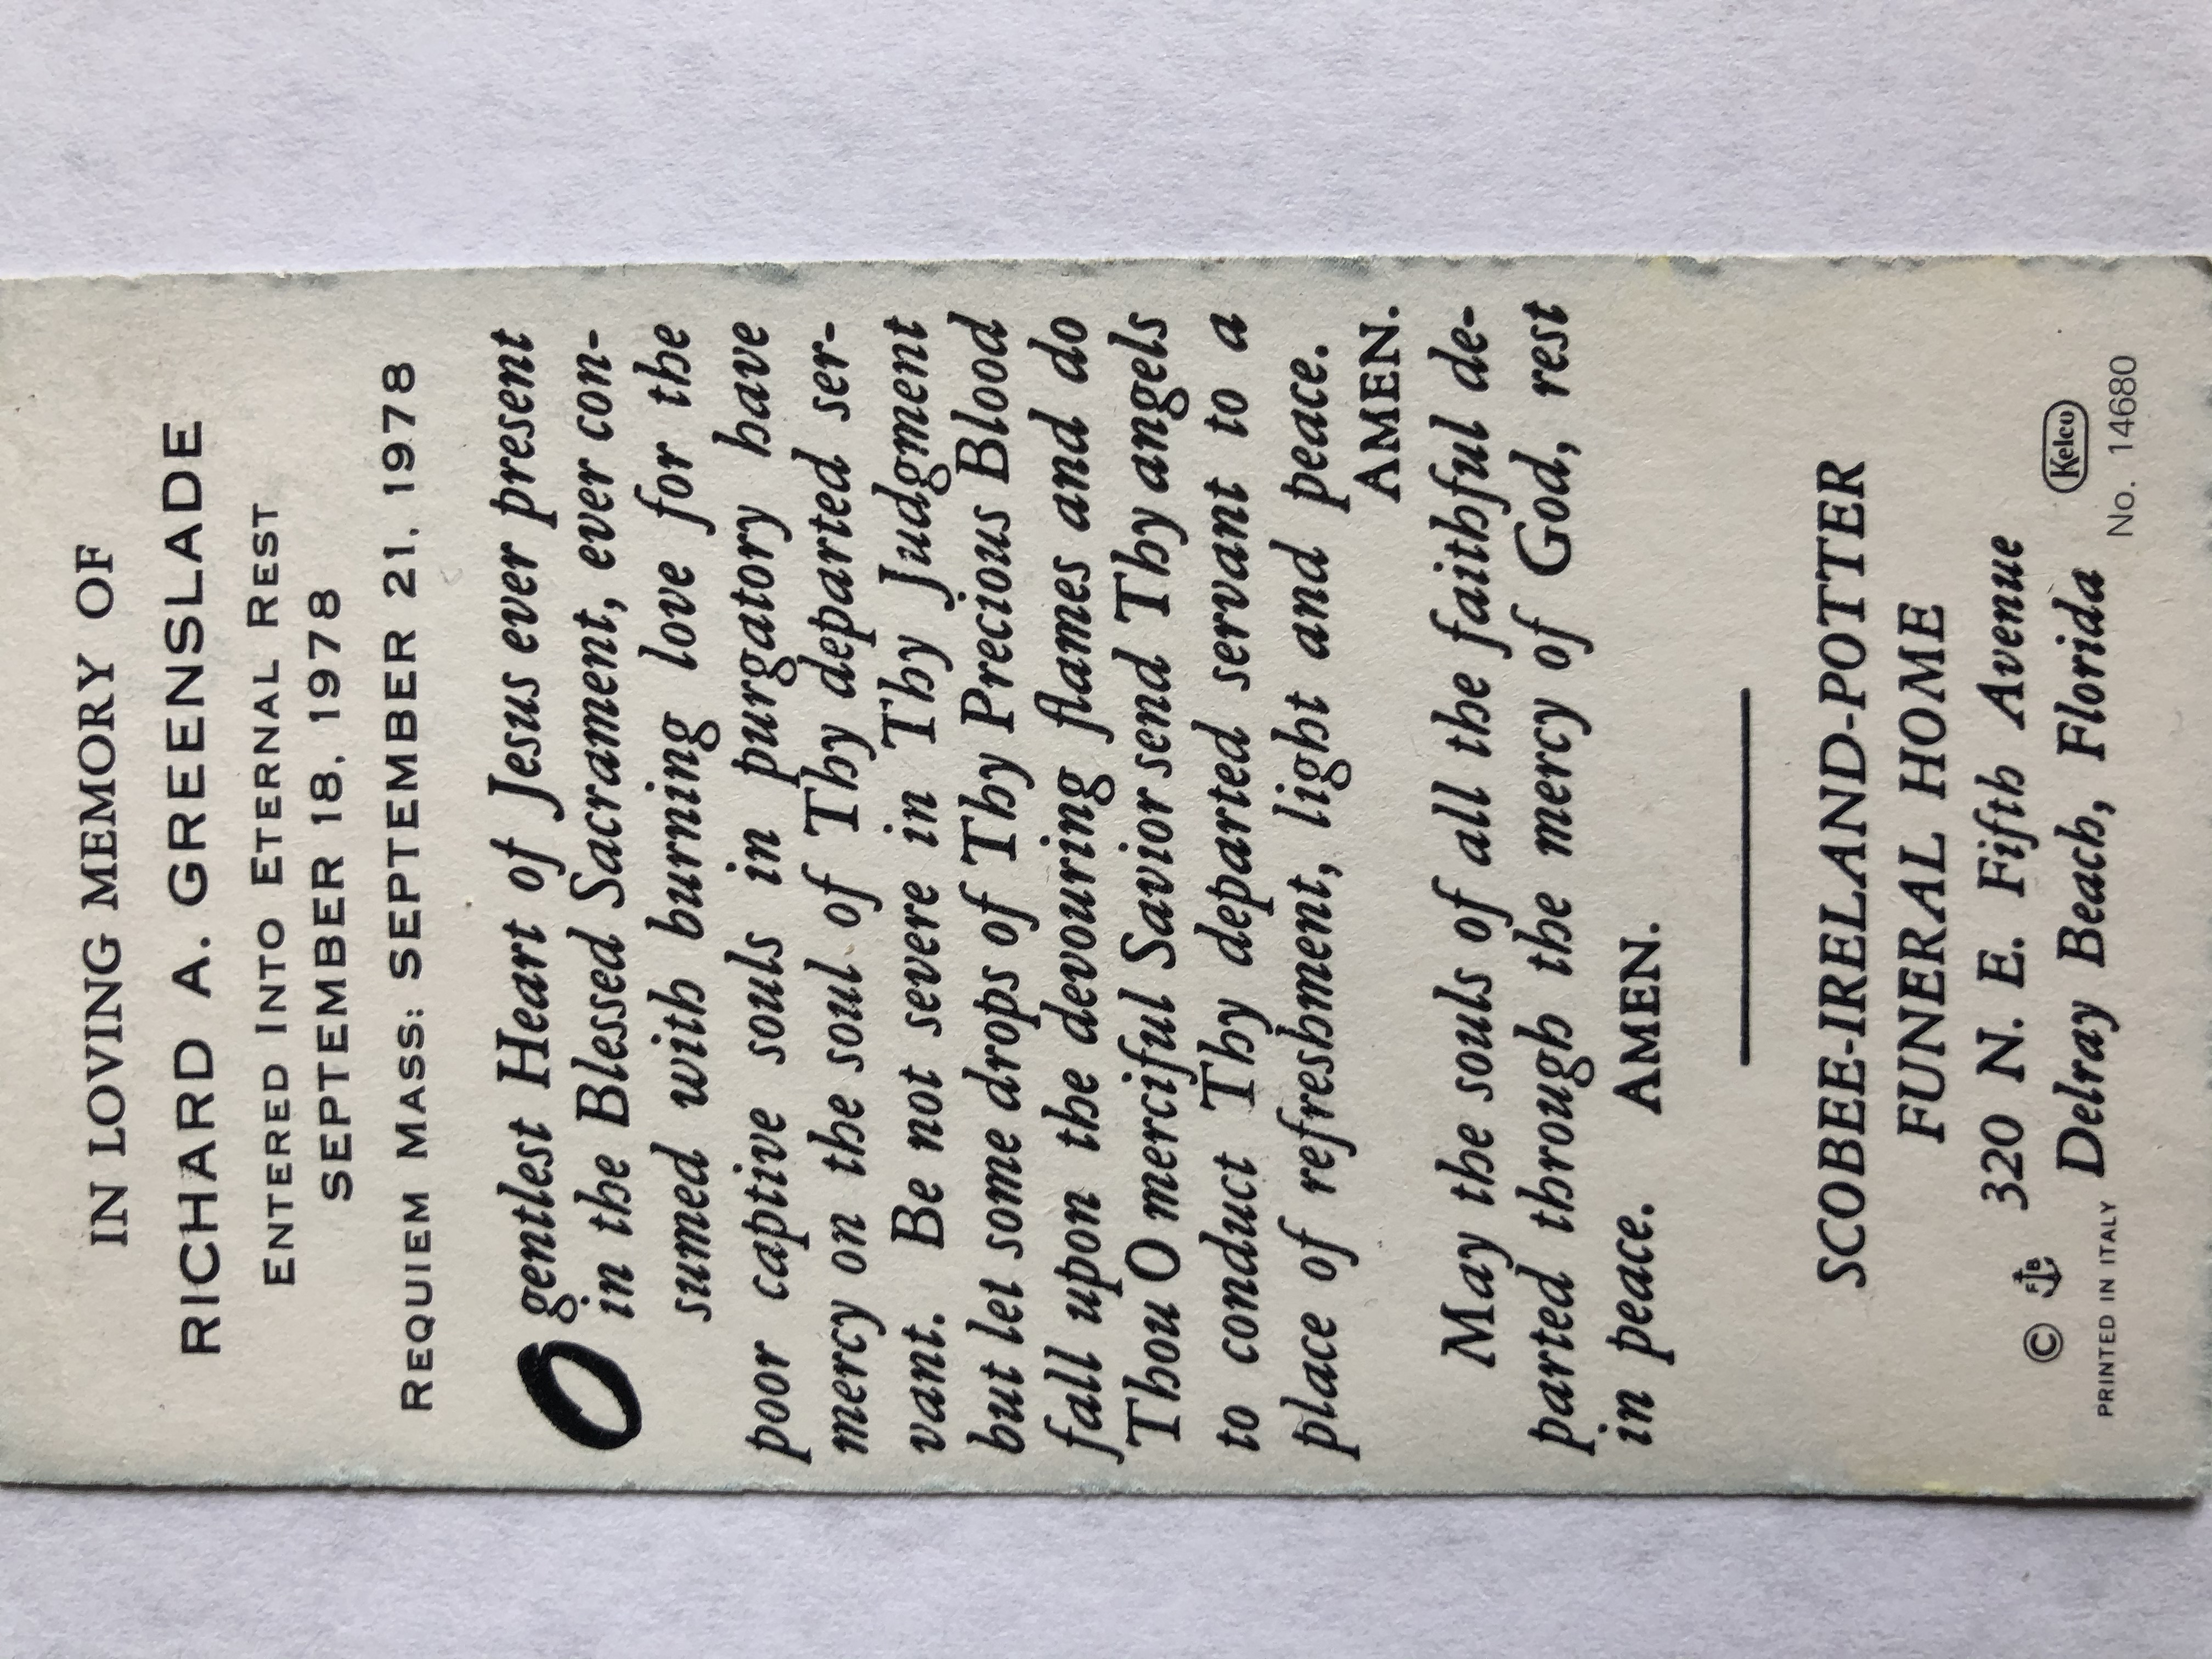 IN LOVING MEMORY OF
RICHARD A. GREENSLADE
ENTERED INTO ETERNAL REST
SEPTEMBER 18, 1978
REQUIEM MASS: SEPTEMBER 21, 1978
O gentlest Heart of Jesus ever present
in the Blessed Sacrament, ever con-
sumed with burning love for the
poor captive souls in purgatory have
mercy on the soul of Thy departed ser-
vant. Be not severe in Thy Judgment
but let some drops of Thy Precious Blood
fall upon the devouring flames and do
Thou O merciful Savior send Thy angels
to conduct Thy departed servant to a
place of refreshment, light and peace.
AMEN.
May the souls of all the faithful de-
parted through the mercy of God, rest
in peace. AMEN.
SCOBEE-IRELAND-POTTER
FUNERAL HOME
320 N. E. Fifth Avenue
© FB
Delray Beach, Florida
Kelco
PRINTED IN ITALY
No. 14680